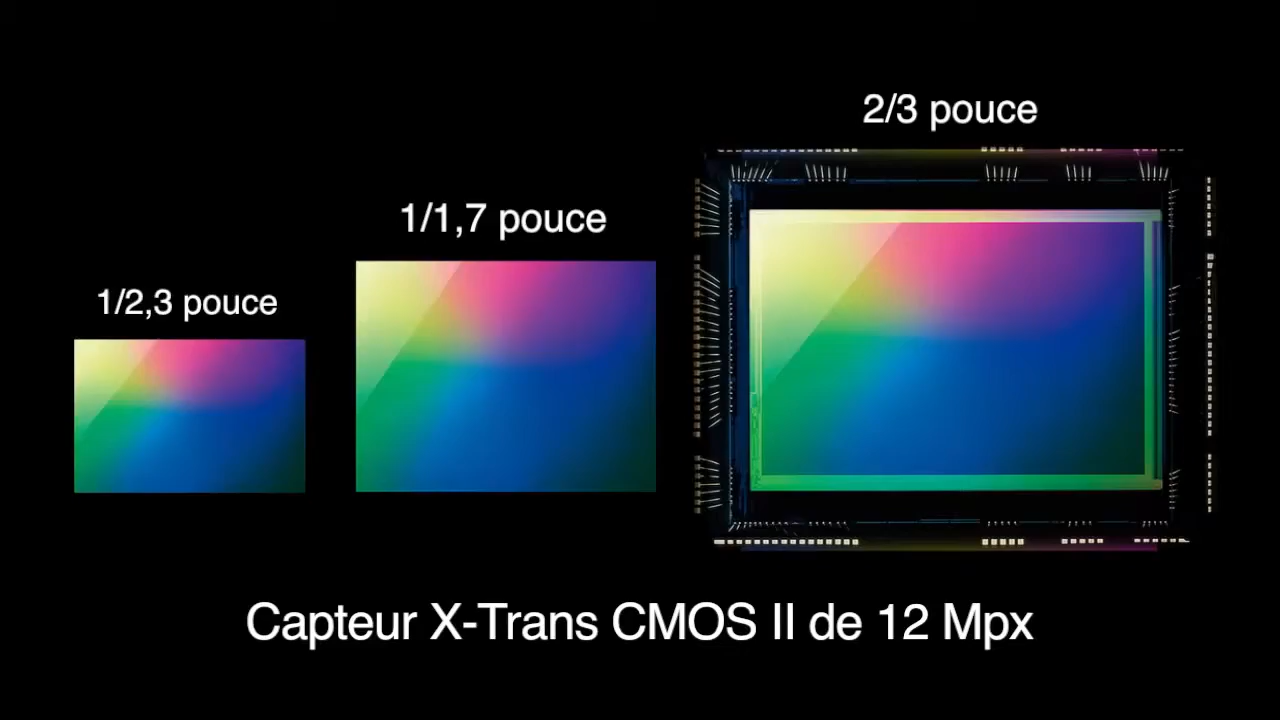 2/3 pouce
1/1,7 pouce
1/2,3 pouce
Capteur X-Trans CMOS II de 12 Mpx